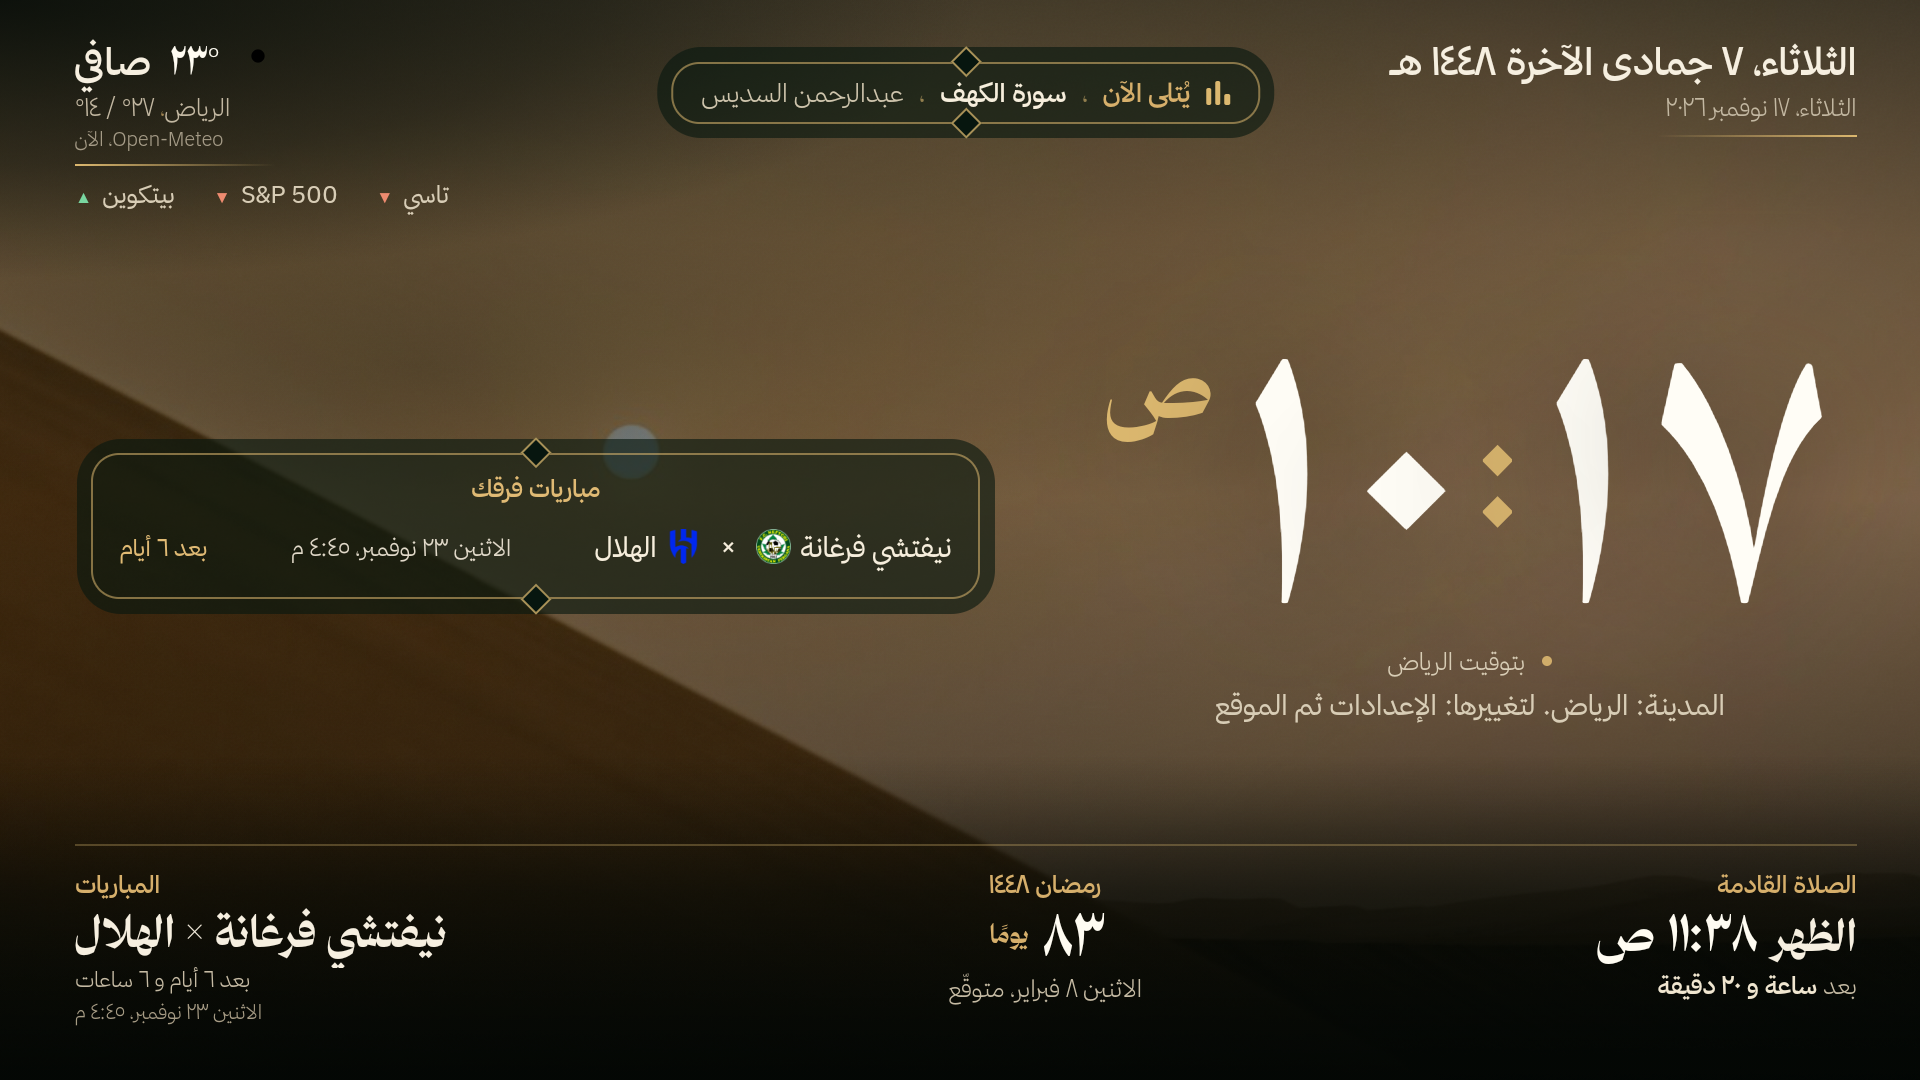 الثلاثاء، ٧ جمادى الآخرة ١٤٤٨ هـ
الثلاثاء، ١٧ نوفمبر ٢٠٢٦
يُتلى الآن ، سورة الكهف ، عبدالرحمن السديس
٢٣° صافي
الرياض، ٢٧° / ١٤°
Open-Meteo، الآن
تاسي ▼ S&P 500 ▼ بيتكوين ▲
١٠:١٧ ص
بتوقيت الرياض
المدينة: الرياض. لتغييرها: الإعدادات ثم الموقع
مباريات فرقك
نيفتشي فرغانة × الهلال الاثنين ٢٣ نوفمبر، ٤:٤٥ م بعد ٦ أيام
الصلاة القادمة
الظهر ١١:٣٨ ص
بعد ساعة و ٢٠ دقيقة
رمضان ١٤٤٨
٨٣ يومًا
الاثنين ٨ فبراير، متوقّع
المباريات
نيفتشي فرغانة × الهلال
بعد ٦ أيام و ٦ ساعات
الاثنين ٢٣ نوفمبر، ٤:٤٥ م